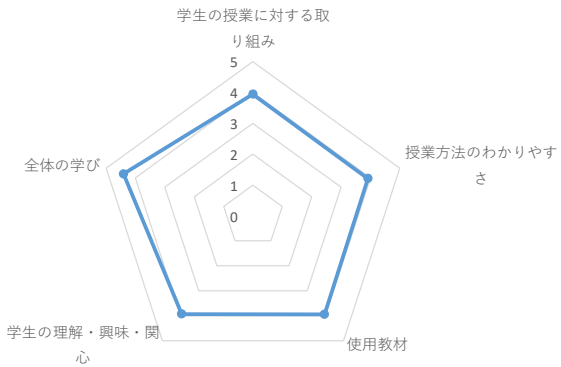 学生の授業に対する取
り組み
5
4
3
2
1
0
授業方法のわかりやす
さ
使用教材
学生の理解・興味・関
心
全体の学び